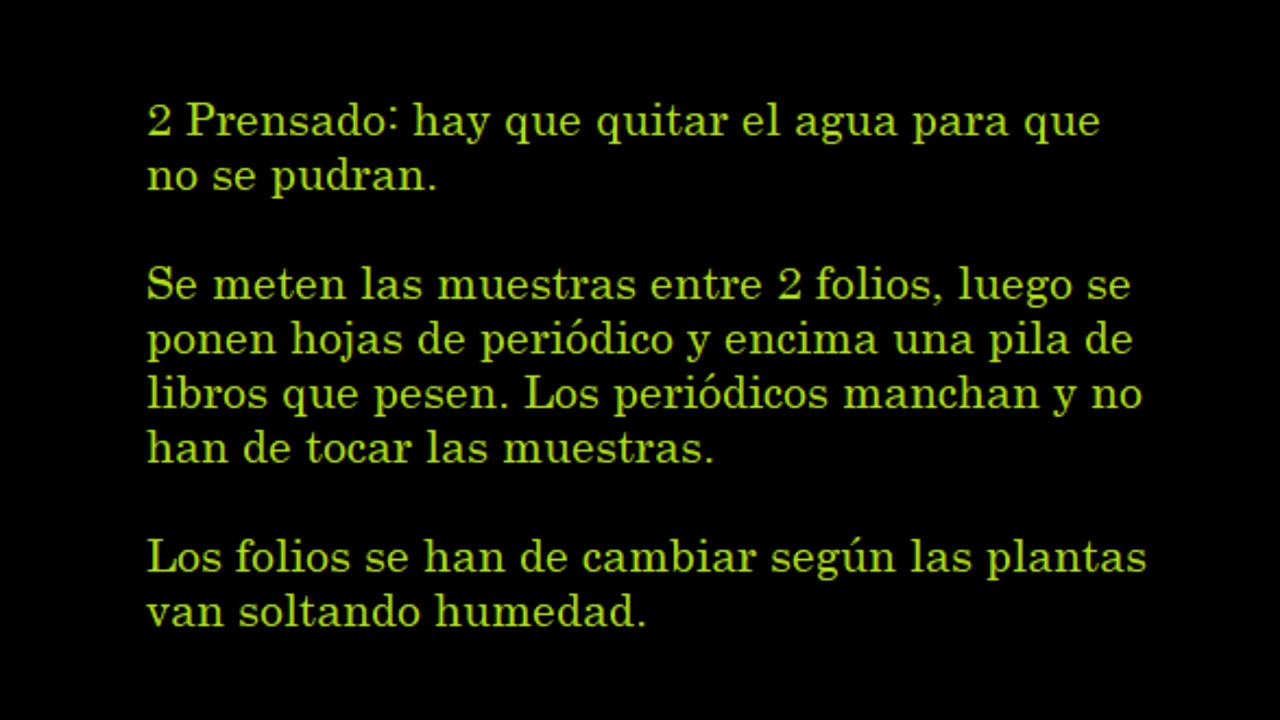 2 Prensado: hay que quitar el agua para que
no se pudran.
Se meten las muestras entre 2 folios, luego se
ponen hojas de periódico y encima una pila de
libros que pesen. Los periódicos manchan y no
han de tocar las muestras.
Los folios se han de cambiar según las plantas
van soltando humedad.